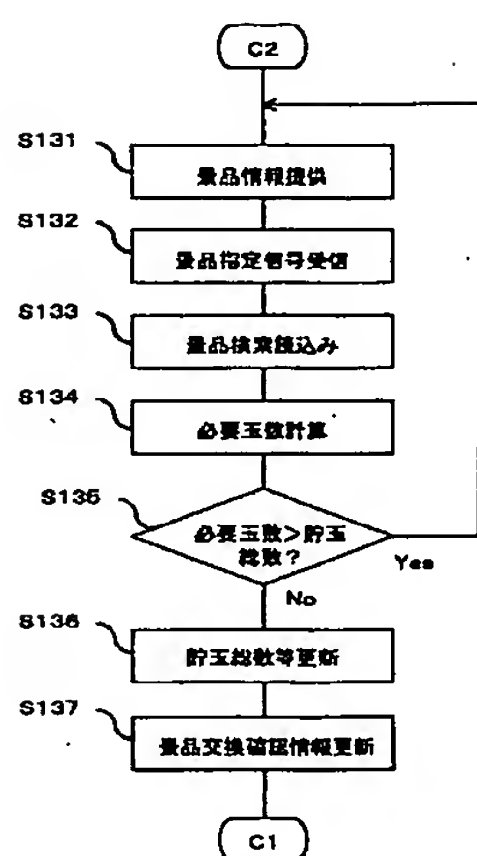 C2
S131
景品情報提供
S132
景品指定信号受信
S133
景品検索読込み
S134
必要玉数計算
S135
必要玉数>貯玉
総数?
Yes
No
S136
貯玉総数等更新
S137
景品交換確認情報更新
C1